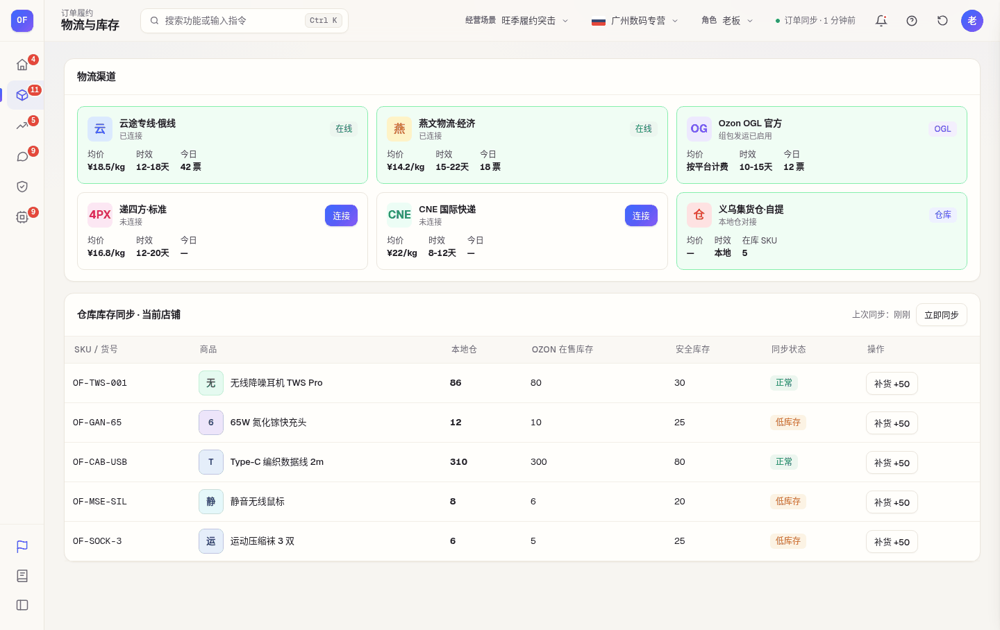 OF
订单履约
物流与库存
搜索功能或输入指令
Ctrl K
经营场景 旺季履约突击
广州数码专营
角色 老板
订单同步 · 1 分钟前
老
4
11
5
9
9
物流渠道
云
云途专线·俄线
已连接
在线
均价 时效 今日
¥18.5/kg 12-18天 42 票
燕
燕文物流·经济
已连接
在线
均价 时效 今日
¥14.2/kg 15-22天 18 票
OG
Ozon OGL 官方
组包发运已启用
OGL
均价 时效 今日
按平台计费 10-15天 12 票
4PX
递四方·标准
未连接
连接
均价 时效 今日
¥16.8/kg 12-20天 —
CNE
CNE 国际快递
未连接
连接
均价 时效 今日
¥22/kg 8-12天 —
仓
义乌集货仓·自提
本地仓对接
仓库
均价 时效 在库 SKU
— 本地 5
仓库库存同步 · 当前店铺
上次同步：刚刚
立即同步
SKU / 货号 商品 本地仓 OZON 在售库存 安全库存 同步状态 操作
OF-TWS-001 无 无线降噪耳机 TWS Pro 86 80 30 正常 补货 +50
OF-GAN-65 6 65W 氮化镓快充头 12 10 25 低库存 补货 +50
OF-CAB-USB T Type-C 编织数据线 2m 310 300 80 正常 补货 +50
OF-MSE-SIL 静 静音无线鼠标 8 6 20 低库存 补货 +50
OF-SOCK-3 运 运动压缩袜 3 双 6 5 25 低库存 补货 +50